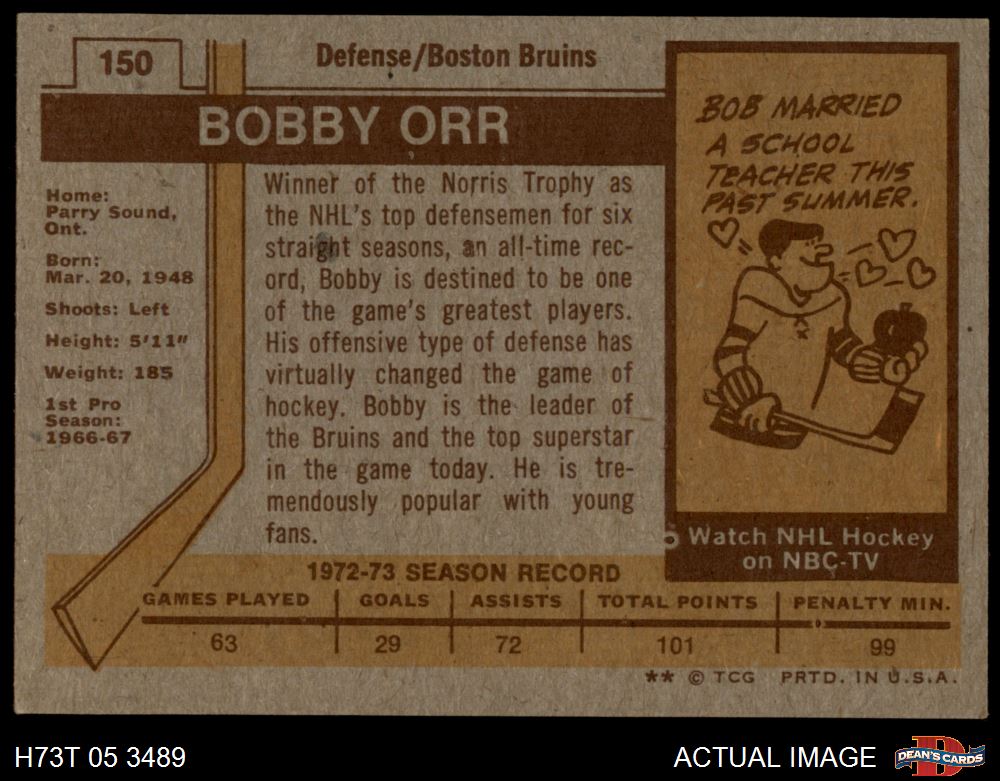 150
Defense/Boston Bruins
BOBBY ORR
Home:
Parry Sound,
Ont.
Born:
Mar. 20, 1948
Shoots: Left
Height: 5'11"
Weight: 185
1st Pro
Season:
1966-67
Winner of the Norris Trophy as
the NHL's top defensemen for six
straight seasons, an all-time rec-
ord, Bobby is destined to be one
of the game's greatest players.
His offensive type of defense has
virtually changed the game of
hockey. Bobby is the leader of
the Bruins and the top superstar
in the game today. He is tre-
mendously popular with young
fans.
BOB MARRIED
A SCHOOL
TEACHER THIS
PAST SUMMER.
Watch NHL Hockey
on NBC-TV
1972-73 SEASON RECORD
GAMES PLAYED GOALS ASSISTS TOTAL POINTS PENALTY MIN.
63 29 72 101 99
** © TCG PRTD. IN U.S.A.
H73T 05 3489
ACTUAL IMAGE
D
DEAN'S CARDS